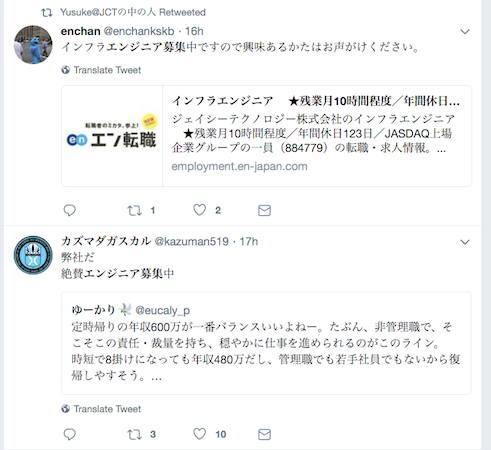 Yusuke@JCTの中の人 Retweeted
enchan @enchankskb · 16h
インフラエンジニア募集中ですので興味あるかたはお声がけください。
Translate Tweet
転職者のミカタ、参上!
NEW
en エン転職
インフラエンジニア ★残業月10時間程度／年間休日…
ジェイシーテクノロジー株式会社のインフラエンジニア
★残業月10時間程度／年間休日123日／JASDAQ上場
企業グループの一員（884779）の転職・求人情報。...
employment.en-japan.com
1 2
カズマダガスカル @kazuman519 · 17h
弊社だ
絶賛エンジニア募集中
ゆーかり🕊 @eucaly_p
定時帰りの年収600万が一番バランスいいよねー。たぶん、非管理職で、そ
こそこの責任・裁量を持ち、穏やかに仕事を進められるのがこのライン。
時短で8掛けになっても年収480万だし、管理職でも若手社員でもないから復
帰しやすそう。…
Translate Tweet
3 10